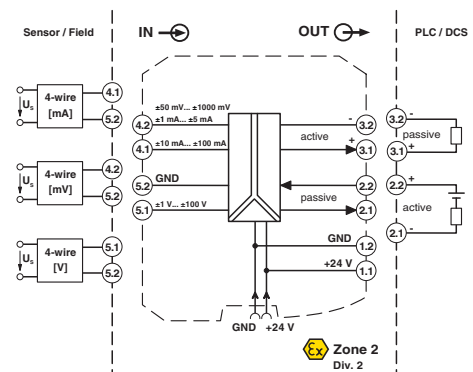 Sensor / Field
IN
OUT
PLC / DCS
Us
4-wire
[mA]
4.1
5.2
Us
4-wire
[mV]
4.2
5.2
Us
4-wire
[V]
5.1
5.2
±50 mV... ±1000 mV
4.2 ±1 mA... ±5 mA
4.1 ±10 mA... ±100 mA
5.2 GND
5.1 ±1 V... ±100 V
active
- 3.2
+ 3.1
passive
2.2
2.1
GND 1.2
+24 V 1.1
GND +24 V
3.2 -
passive
3.1 +
2.2 +
active
2.1 -
Ex Zone 2
Div. 2